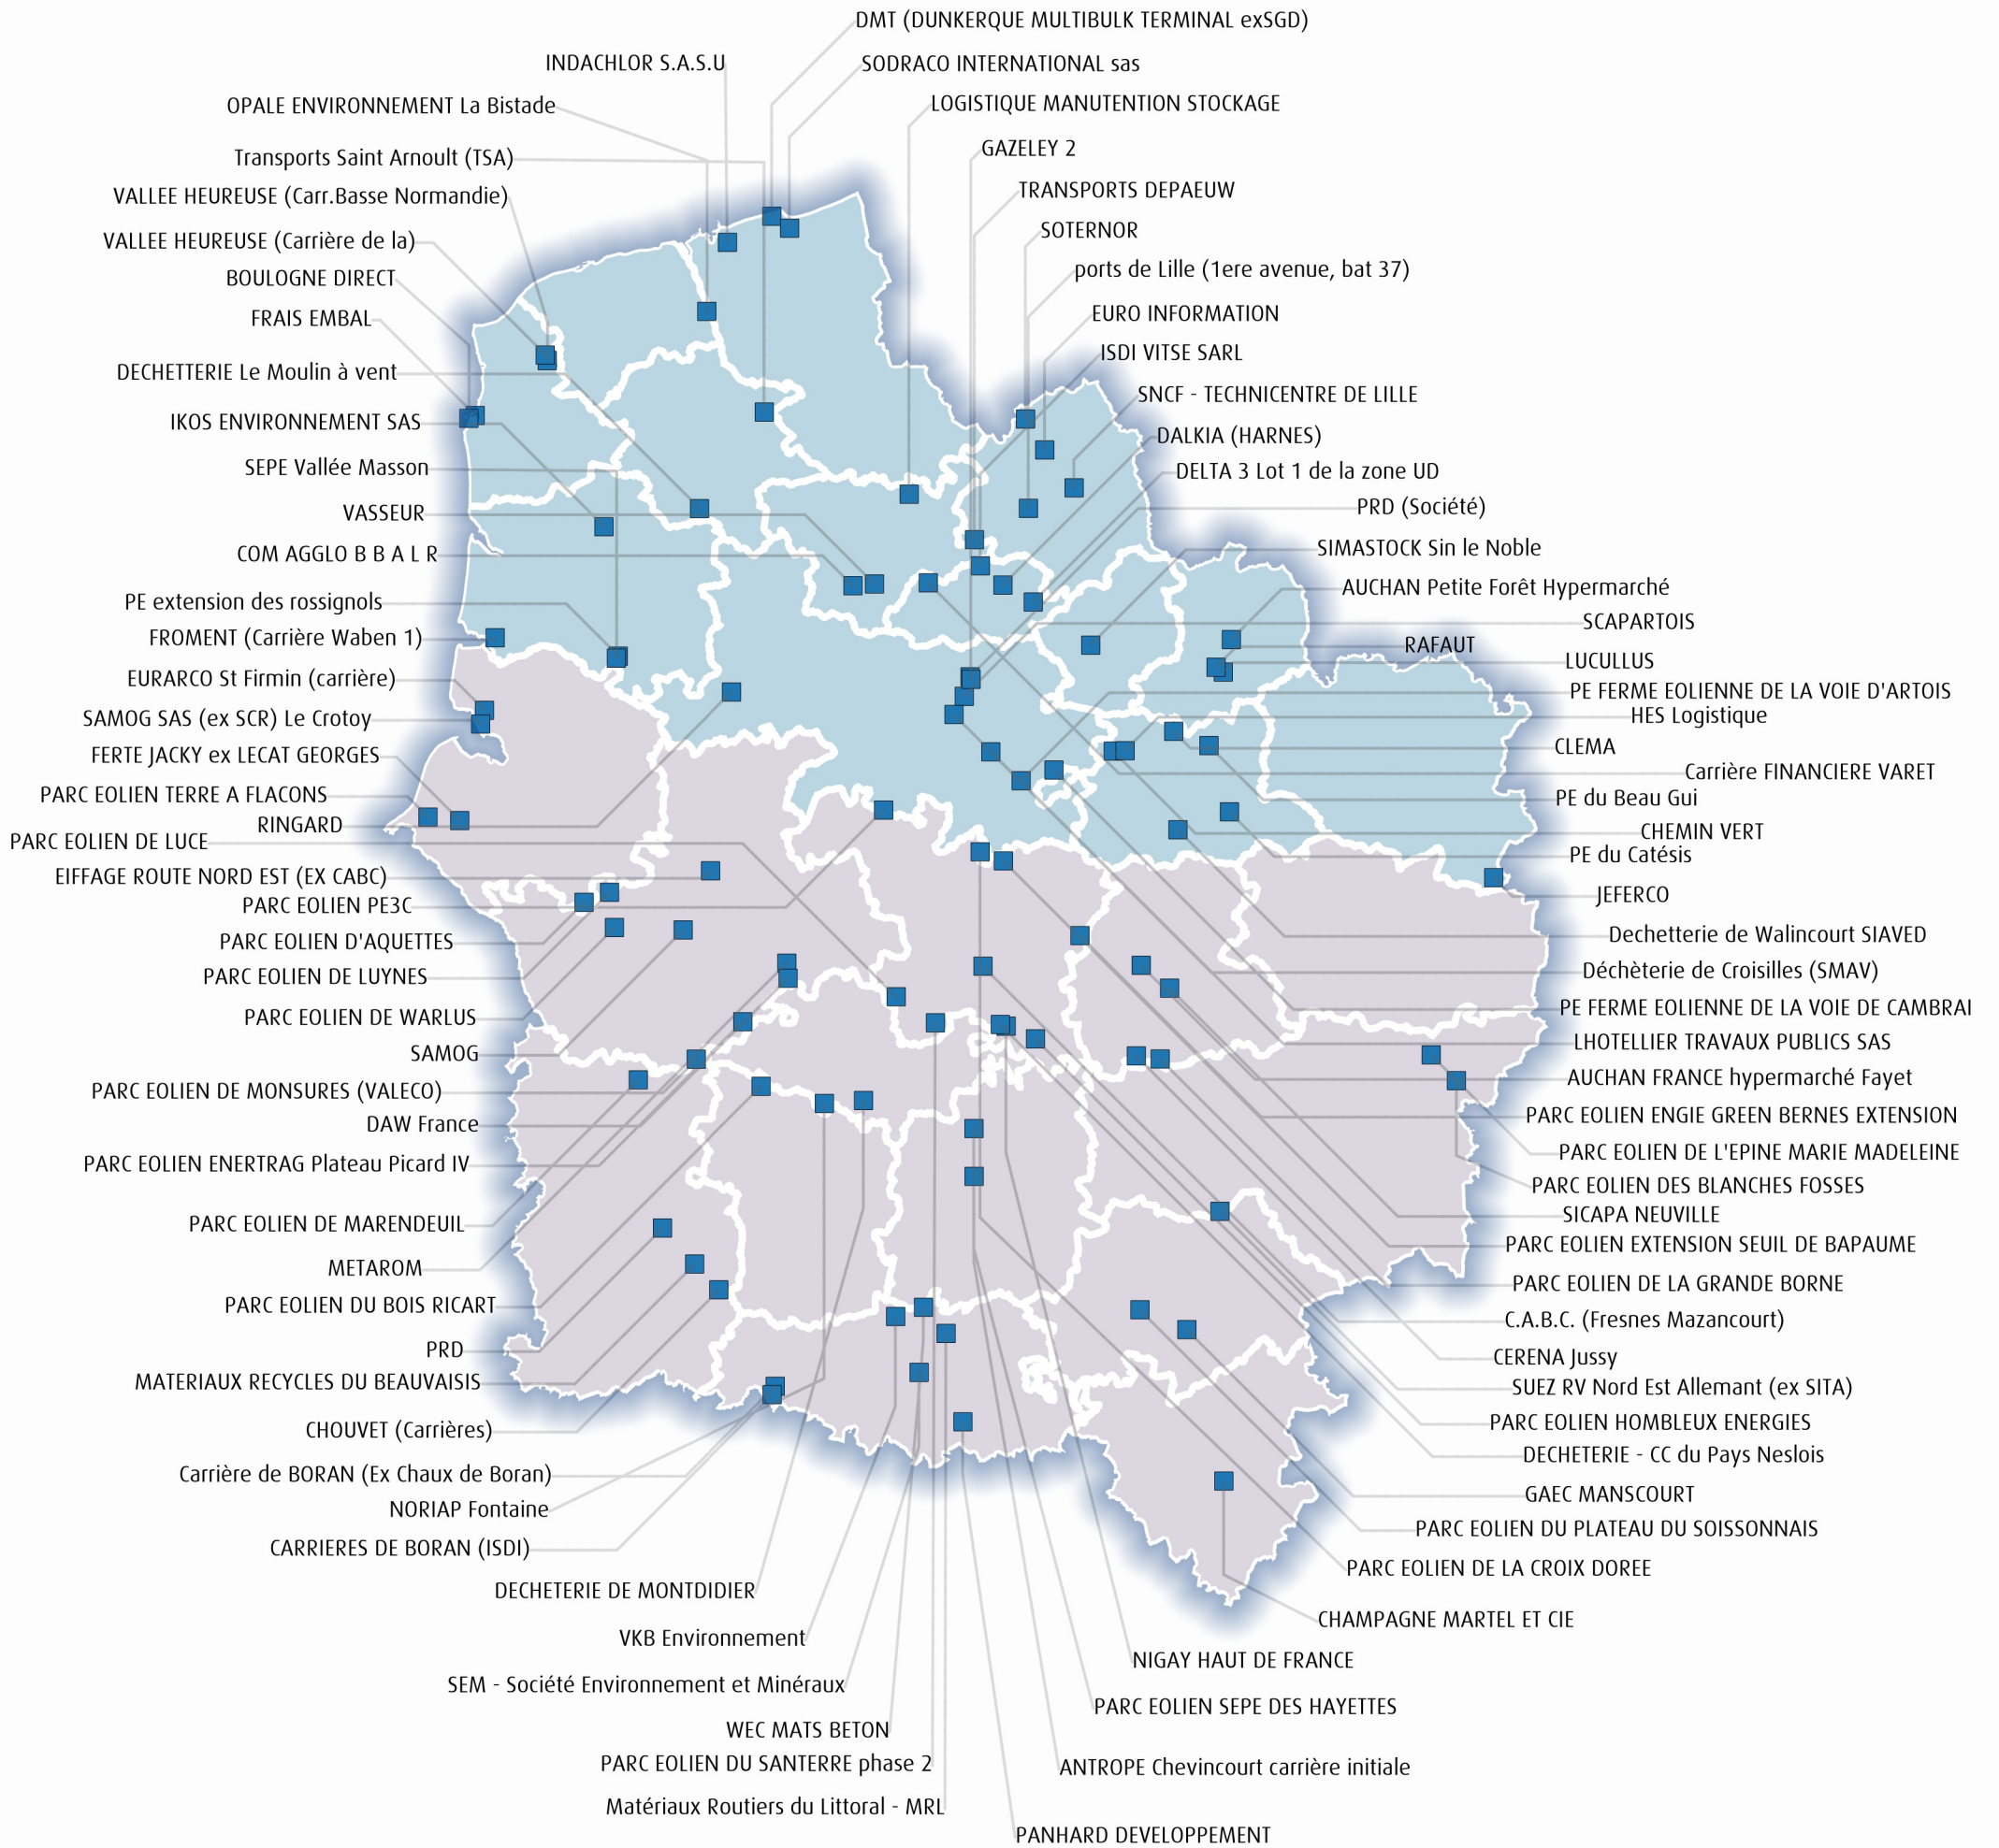 DMT (DUNKERQUE MULTIBULK TERMINAL exSGD)
INDACHLOR S.A.S.U
SODRACO INTERNATIONAL sas
OPALE ENVIRONNEMENT La Bistade
LOGISTIQUE MANUTENTION STOCKAGE
GAZELEY 2
Transports Saint Arnoult (TSA)
TRANSPORTS DEPAEUW
VALLEE HEUREUSE (Carr.Basse Normandie)
SOTERNOR
VALLEE HEUREUSE (Carrière de la)
ports de Lille (1ere avenue, bat 37)
BOULOGNE DIRECT
EURO INFORMATION
FRAIS EMBAL
ISDI VITSE SARL
DECHETTERIE Le Moulin à vent
SNCF - TECHNICENTRE DE LILLE
IKOS ENVIRONNEMENT SAS
DALKIA (HARNES)
SEPE Vallée Masson
DELTA 3 Lot 1 de la zone UD
VASSEUR
PRD (Société)
COM AGGLO B B A L R
SIMASTOCK Sin le Noble
AUCHAN Petite Forêt Hypermarché
PE extension des rossignols
SCAPARTOIS
FROMENT (Carrière Waben 1)
RAFAUT
LUCULLUS
EURARCO St Firmin (carrière)
PE FERME EOLIENNE DE LA VOIE D'ARTOIS
SAMOG SAS (ex SCR) Le Crotoy
HES Logistique
FERTE JACKY ex LECAT GEORGES
CLEMA
Carrière FINANCIERE VARET
PARC EOLIEN TERRE A FLACONS
PE du Beau Gui
RINGARD
CHEMIN VERT
PARC EOLIEN DE LUCE
PE du Catésis
EIFFAGE ROUTE NORD EST (EX CABC)
JEFERCO
PARC EOLIEN PE3C
Dechetterie de Walincourt SIAVED
PARC EOLIEN D'AQUETTES
Déchèterie de Croisilles (SMAV)
PARC EOLIEN DE LUYNES
PE FERME EOLIENNE DE LA VOIE DE CAMBRAI
PARC EOLIEN DE WARLUS
LHOTELLIER TRAVAUX PUBLICS SAS
SAMOG
AUCHAN FRANCE hypermarché Fayet
PARC EOLIEN DE MONSURES (VALECO)
PARC EOLIEN ENGIE GREEN BERNES EXTENSION
DAW France
PARC EOLIEN DE L'EPINE MARIE MADELEINE
PARC EOLIEN ENERTRAG Plateau Picard IV
PARC EOLIEN DES BLANCHES FOSSES
SICAPA NEUVILLE
PARC EOLIEN DE MARENDEUIL
PARC EOLIEN EXTENSION SEUIL DE BAPAUME
METAROM
PARC EOLIEN DE LA GRANDE BORNE
PARC EOLIEN DU BOIS RICART
C.A.B.C. (Fresnes Mazancourt)
PRD
CERENA Jussy
MATERIAUX RECYCLES DU BEAUVAISIS
SUEZ RV Nord Est Allemant (ex SITA)
PARC EOLIEN HOMBLEUX ENERGIES
CHOUVET (Carrières)
DECHETERIE - CC du Pays Neslois
Carrière de BORAN (Ex Chaux de Boran)
GAEC MANSCOURT
NORIAP Fontaine
PARC EOLIEN DU PLATEAU DU SOISSONNAIS
CARRIERES DE BORAN (ISDI)
PARC EOLIEN DE LA CROIX DOREE
DECHETERIE DE MONTDIDIER
CHAMPAGNE MARTEL ET CIE
VKB Environnement
NIGAY HAUT DE FRANCE
SEM - Société Environnement et Minéraux
PARC EOLIEN SEPE DES HAYETTES
WEC MATS BETON
PARC EOLIEN DU SANTERRE phase 2
ANTROPE Chevincourt carrière initiale
Matériaux Routiers du Littoral - MRL
PANHARD DEVELOPPEMENT